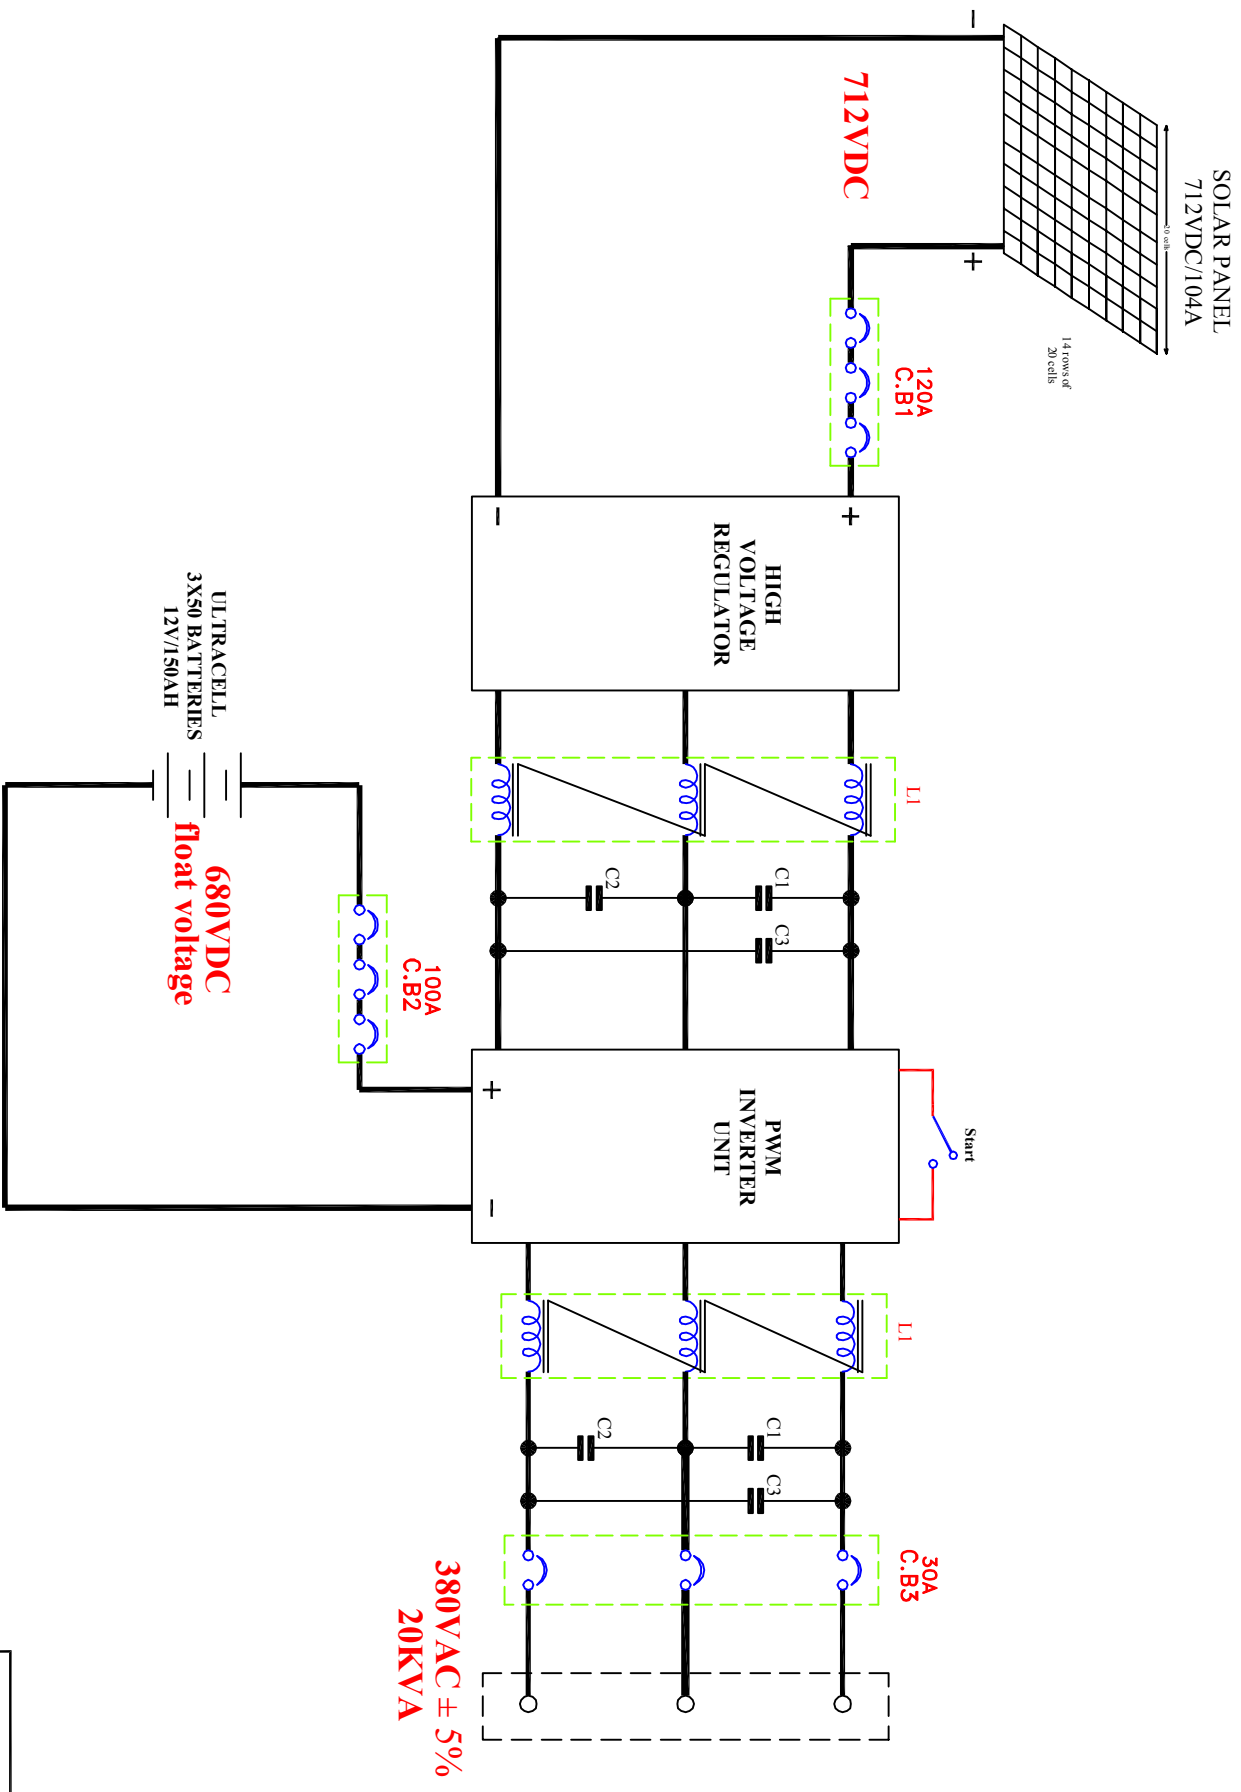 SOLAR PANEL
712VDC/104A
20 cells
14 rows of
20 cells
−
+
712VDC
120A
C.B1
+
−
HIGH
VOLTAGE
REGULATOR
L1
C1
C2
C3
ULTRACELL
3X50 BATTERIES
12V/150AH
680VDC
float voltage
100A
C.B2
Start
PWM
INVERTER
UNIT
+
−
L1
C1
C2
C3
30A
C.B3
380VAC ± 5%
20KVA